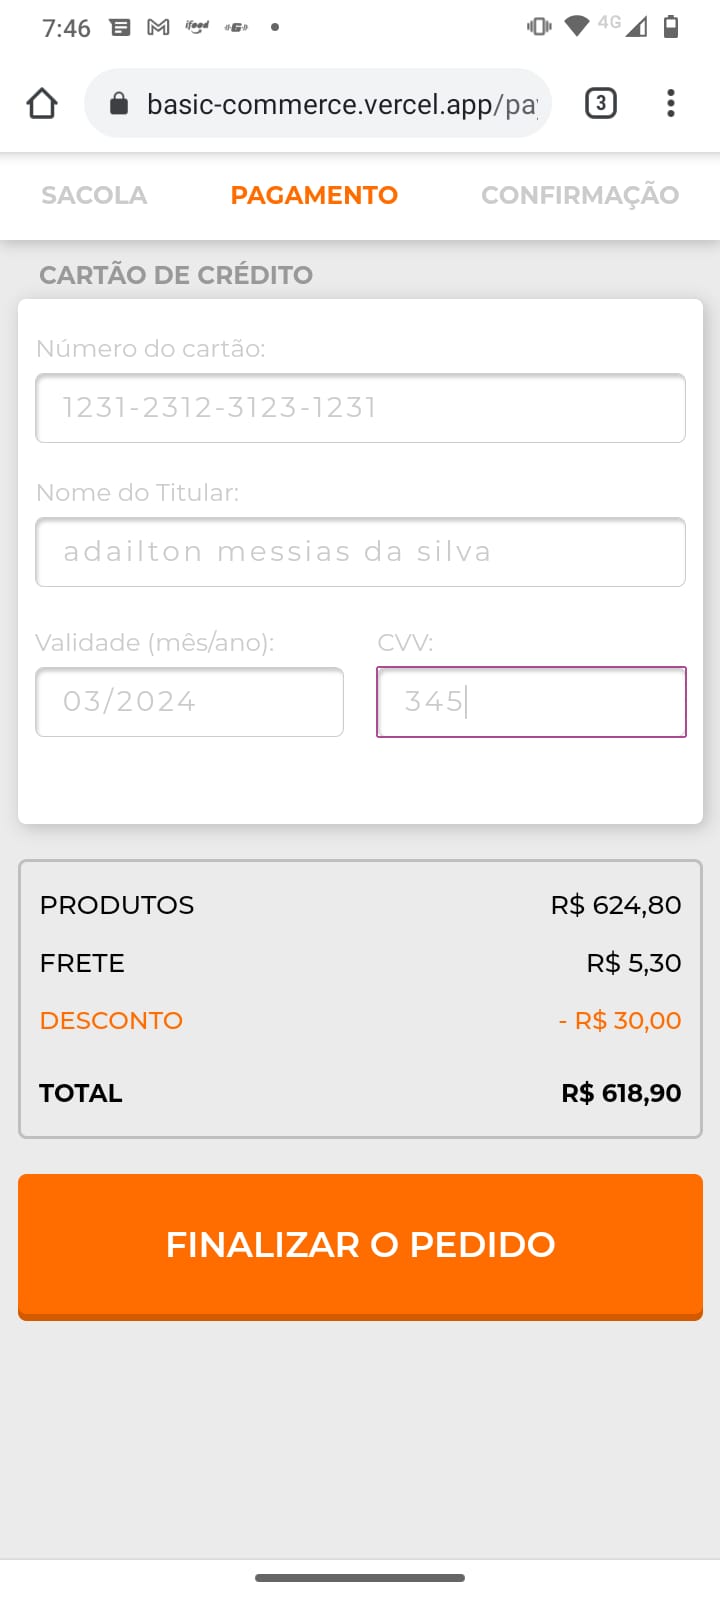 7:46 ifood G 4G
basic-commerce.vercel.app/pa 3
SACOLA PAGAMENTO CONFIRMAÇÃO
CARTÃO DE CRÉDITO
Número do cartão:
1231-2312-3123-1231
Nome do Titular:
adailton messias da silva
Validade (mês/ano): CVV:
03/2024 345
PRODUTOS R$ 624,80
FRETE R$ 5,30
DESCONTO - R$ 30,00
TOTAL R$ 618,90
FINALIZAR O PEDIDO